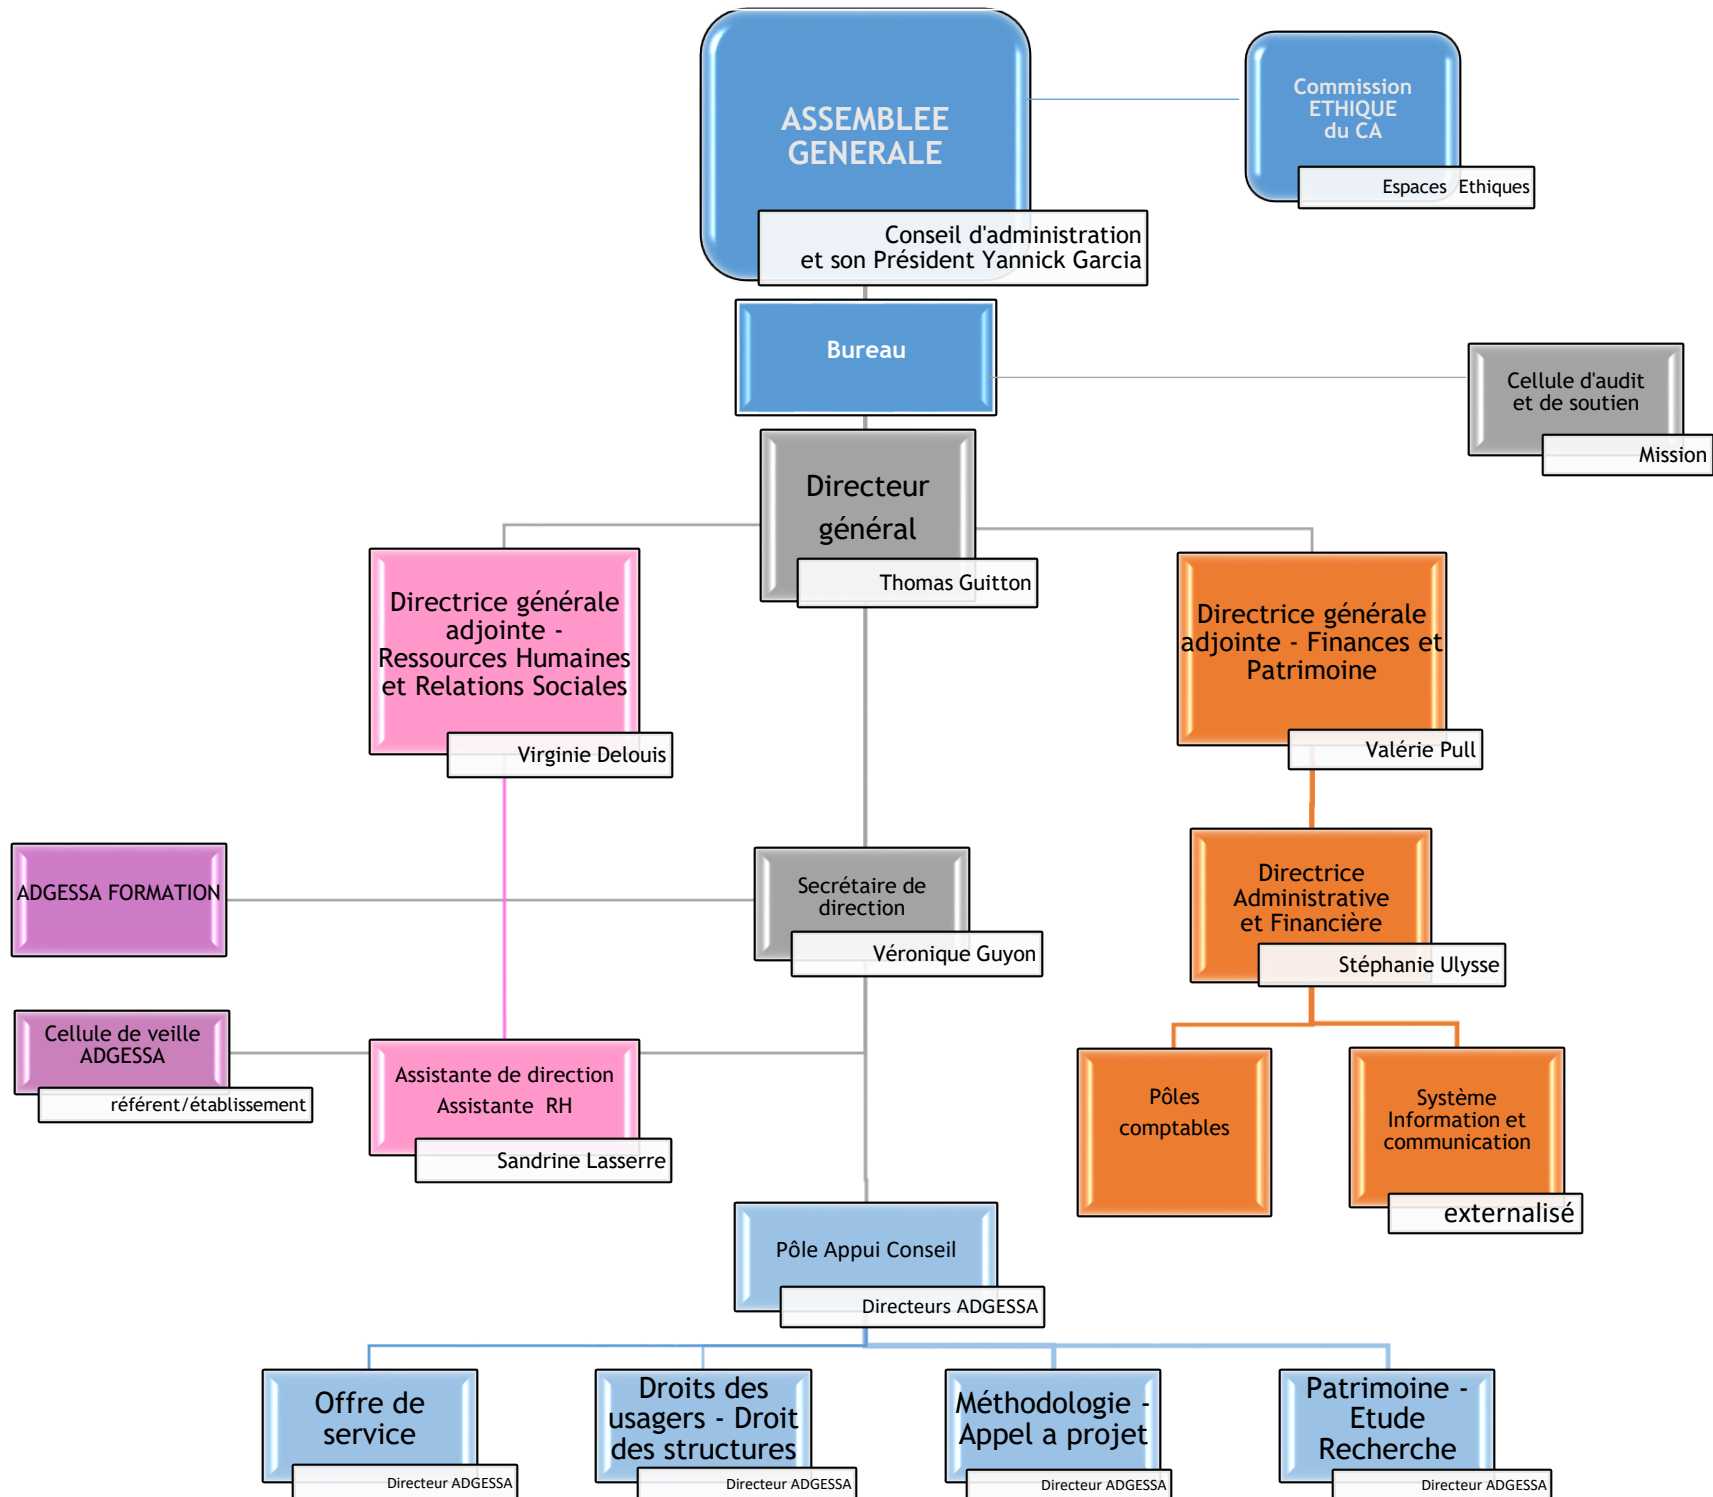 ASSEMBLEE
GENERALE
Conseil d'administration
et son Président Yannick Garcia
Commission
ETHIQUE
du CA
Espaces Ethiques
Bureau
Cellule d'audit
et de soutien
Mission
Directeur
général
Thomas Guitton
Directrice générale
adjointe -
Ressources Humaines
et Relations Sociales
Virginie Delouis
Directrice générale
adjointe - Finances et
Patrimoine
Valérie Pull
ADGESSA FORMATION
Secrétaire de
direction
Véronique Guyon
Directrice
Administrative
et Financière
Stéphanie Ulysse
Cellule de veille
ADGESSA
référent/établissement
Assistante de direction
Assistante RH
Sandrine Lasserre
Pôles
comptables
Système
Information et
communication
externalisé
Pôle Appui Conseil
Directeurs ADGESSA
Offre de
service
Directeur ADGESSA
Droits des
usagers - Droit
des structures
Directeur ADGESSA
Méthodologie -
Appel a projet
Directeur ADGESSA
Patrimoine -
Etude
Recherche
Directeur ADGESSA